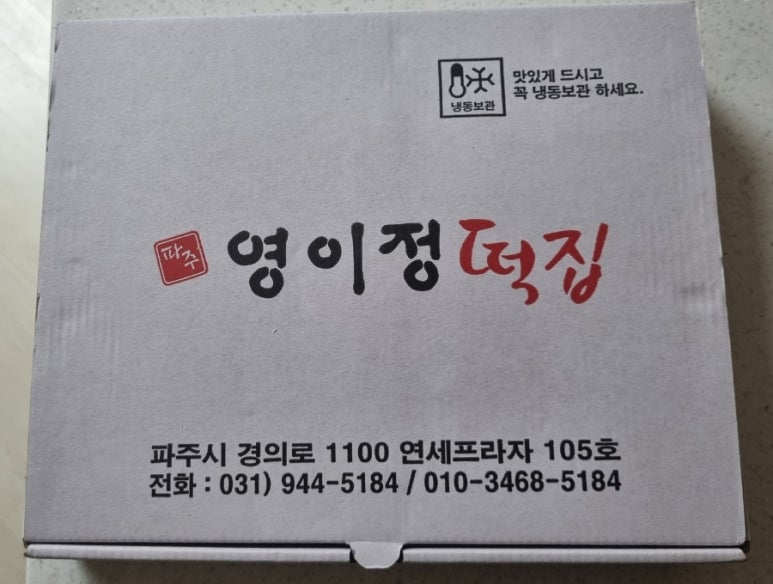 맛있게 드시고
꼭 냉동보관 하세요.
냉동보관
파주 영이정떡집
파주시 경의로 1100 연세프라자 105호
전화 : 031) 944-5184 / 010-3468-5184